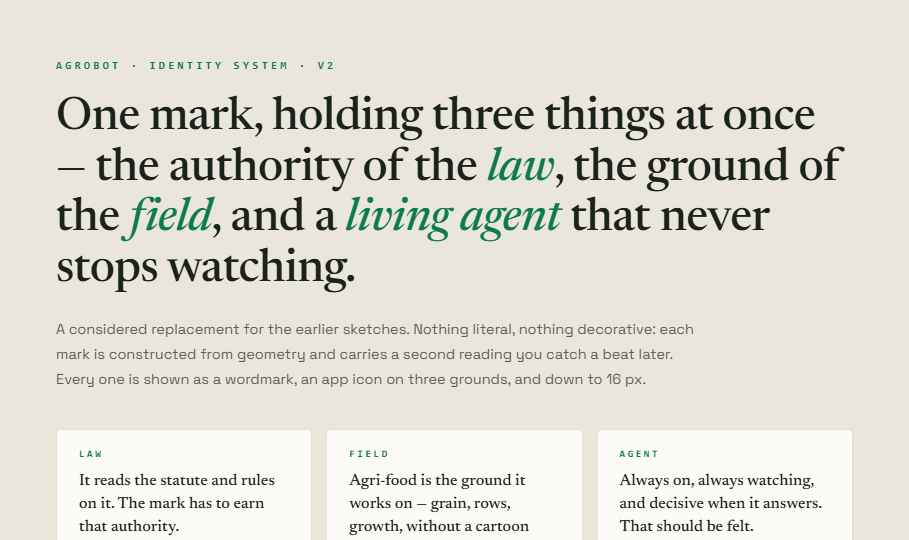 AGROBOT · IDENTITY SYSTEM · V2
One mark, holding three things at once
— the authority of the law, the ground of
the field, and a living agent that never
stops watching.
A considered replacement for the earlier sketches. Nothing literal, nothing decorative: each
mark is constructed from geometry and carries a second reading you catch a beat later.
Every one is shown as a wordmark, an app icon on three grounds, and down to 16 px.
LAW
It reads the statute and rules
on it. The mark has to earn
that authority.
FIELD
Agri-food is the ground it
works on — grain, rows,
growth, without a cartoon
AGENT
Always on, always watching,
and decisive when it answers.
That should be felt.